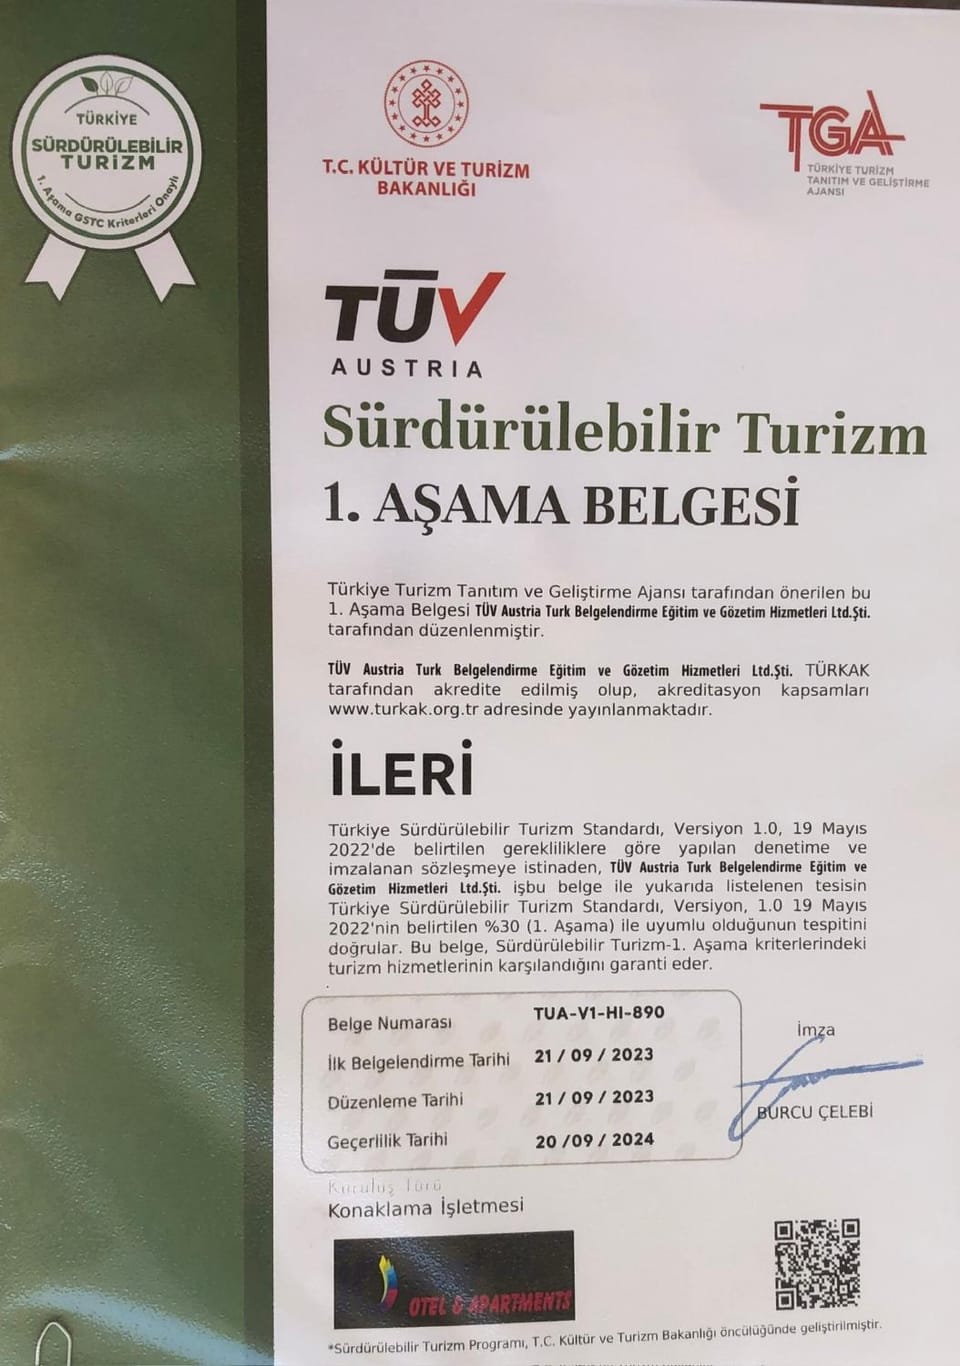 TÜRKİYE
SÜRDÜRÜLEBİLİR
TURİZM
1. Aşama GSTC Kriterleri Onaylı
T.C. KÜLTÜR VE TURİZM
BAKANLIĞI
TGA
TÜRKİYE TURİZM
TANITIM VE GELİŞTİRME
AJANSI
TÜV
AUSTRIA
Sürdürülebilir Turizm
1. AŞAMA BELGESİ
Türkiye Turizm Tanıtım ve Geliştirme Ajansı tarafından önerilen bu
1. Aşama Belgesi TÜV Austria Turk Belgelendirme Eğitim ve Gözetim Hizmetleri Ltd.Şti.
tarafından düzenlenmiştir.
TÜV Austria Turk Belgelendirme Eğitim ve Gözetim Hizmetleri Ltd.Şti. TÜRKAK
tarafından akredite edilmiş olup, akreditasyon kapsamları
www.turkak.org.tr adresinde yayınlanmaktadır.
İLERİ
Türkiye Sürdürülebilir Turizm Standardı, Versiyon 1.0, 19 Mayıs
2022'de belirtilen gerekliliklere göre yapılan denetime ve
imzalanan sözleşmeye istinaden, TÜV Austria Turk Belgelendirme Eğitim ve
Gözetim Hizmetleri Ltd.Şti. işbu belge ile yukarıda listelenen tesisin
Türkiye Sürdürülebilir Turizm Standardı, Versiyon, 1.0 19 Mayıs
2022'nin belirtilen %30 (1. Aşama) ile uyumlu olduğunun tespitini
doğrular. Bu belge, Sürdürülebilir Turizm-1. Aşama kriterlerindeki
turizm hizmetlerinin karşılandığını garanti eder.
Belge Numarası TUA-V1-HI-890
İlk Belgelendirme Tarihi 21 / 09 / 2023
Düzenleme Tarihi 21 / 09 / 2023
Geçerlilik Tarihi 20 /09 / 2024
İmza
BURCU ÇELEBİ
Kuruluş Türü
Konaklama İşletmesi
OTEL & APARTMENTS
*Sürdürülebilir Turizm Programı, T.C. Kültür ve Turizm Bakanlığı öncülüğünde geliştirilmiştir.